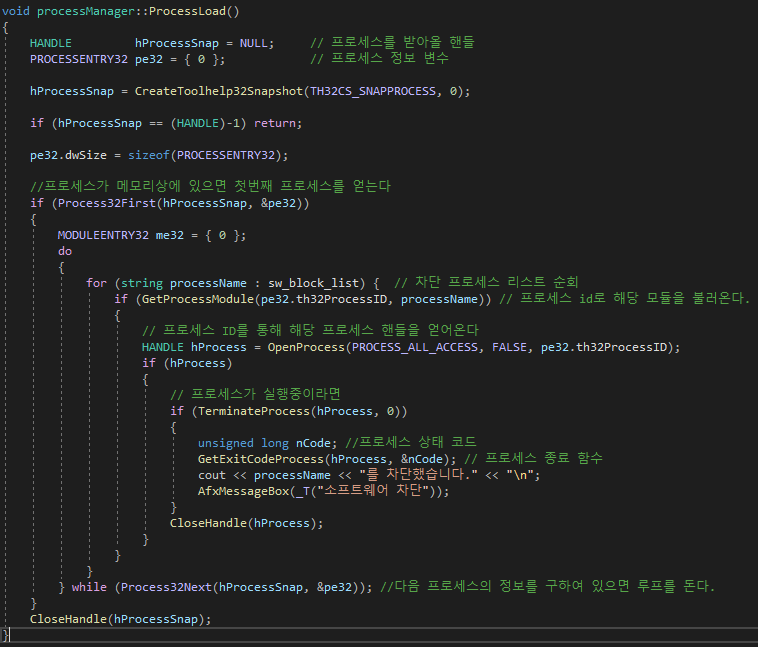 void processManager::ProcessLoad()
{
HANDLE hProcessSnap = NULL; // 프로세스를 받아올 핸들
PROCESSENTRY32 pe32 = { 0 }; // 프로세스 정보 변수
hProcessSnap = CreateToolhelp32Snapshot(TH32CS_SNAPPROCESS, 0);
if (hProcessSnap == (HANDLE)-1) return;
pe32.dwSize = sizeof(PROCESSENTRY32);
//프로세스가 메모리상에 있으면 첫번째 프로세스를 얻는다
if (Process32First(hProcessSnap, &pe32))
{
MODULEENTRY32 me32 = { 0 };
do
{
for (string processName : sw_block_list) { // 차단 프로세스 리스트 순회
if (GetProcessModule(pe32.th32ProcessID, processName)) // 프로세스 id로 해당 모듈을 불러온다.
{
// 프로세스 ID를 통해 해당 프로세스 핸들을 얻어온다
HANDLE hProcess = OpenProcess(PROCESS_ALL_ACCESS, FALSE, pe32.th32ProcessID);
if (hProcess)
{
// 프로세스가 실행중이라면
if (TerminateProcess(hProcess, 0))
{
unsigned long nCode; //프로세스 상태 코드
GetExitCodeProcess(hProcess, &nCode); // 프로세스 종료 함수
cout << processName << "를 차단했습니다." << "\n";
AfxMessageBox(_T("소프트웨어 차단"));
}
CloseHandle(hProcess);
}
}
}
} while (Process32Next(hProcessSnap, &pe32)); //다음 프로세스의 정보를 구하여 있으면 루프를 돈다.
}
CloseHandle(hProcessSnap);
}